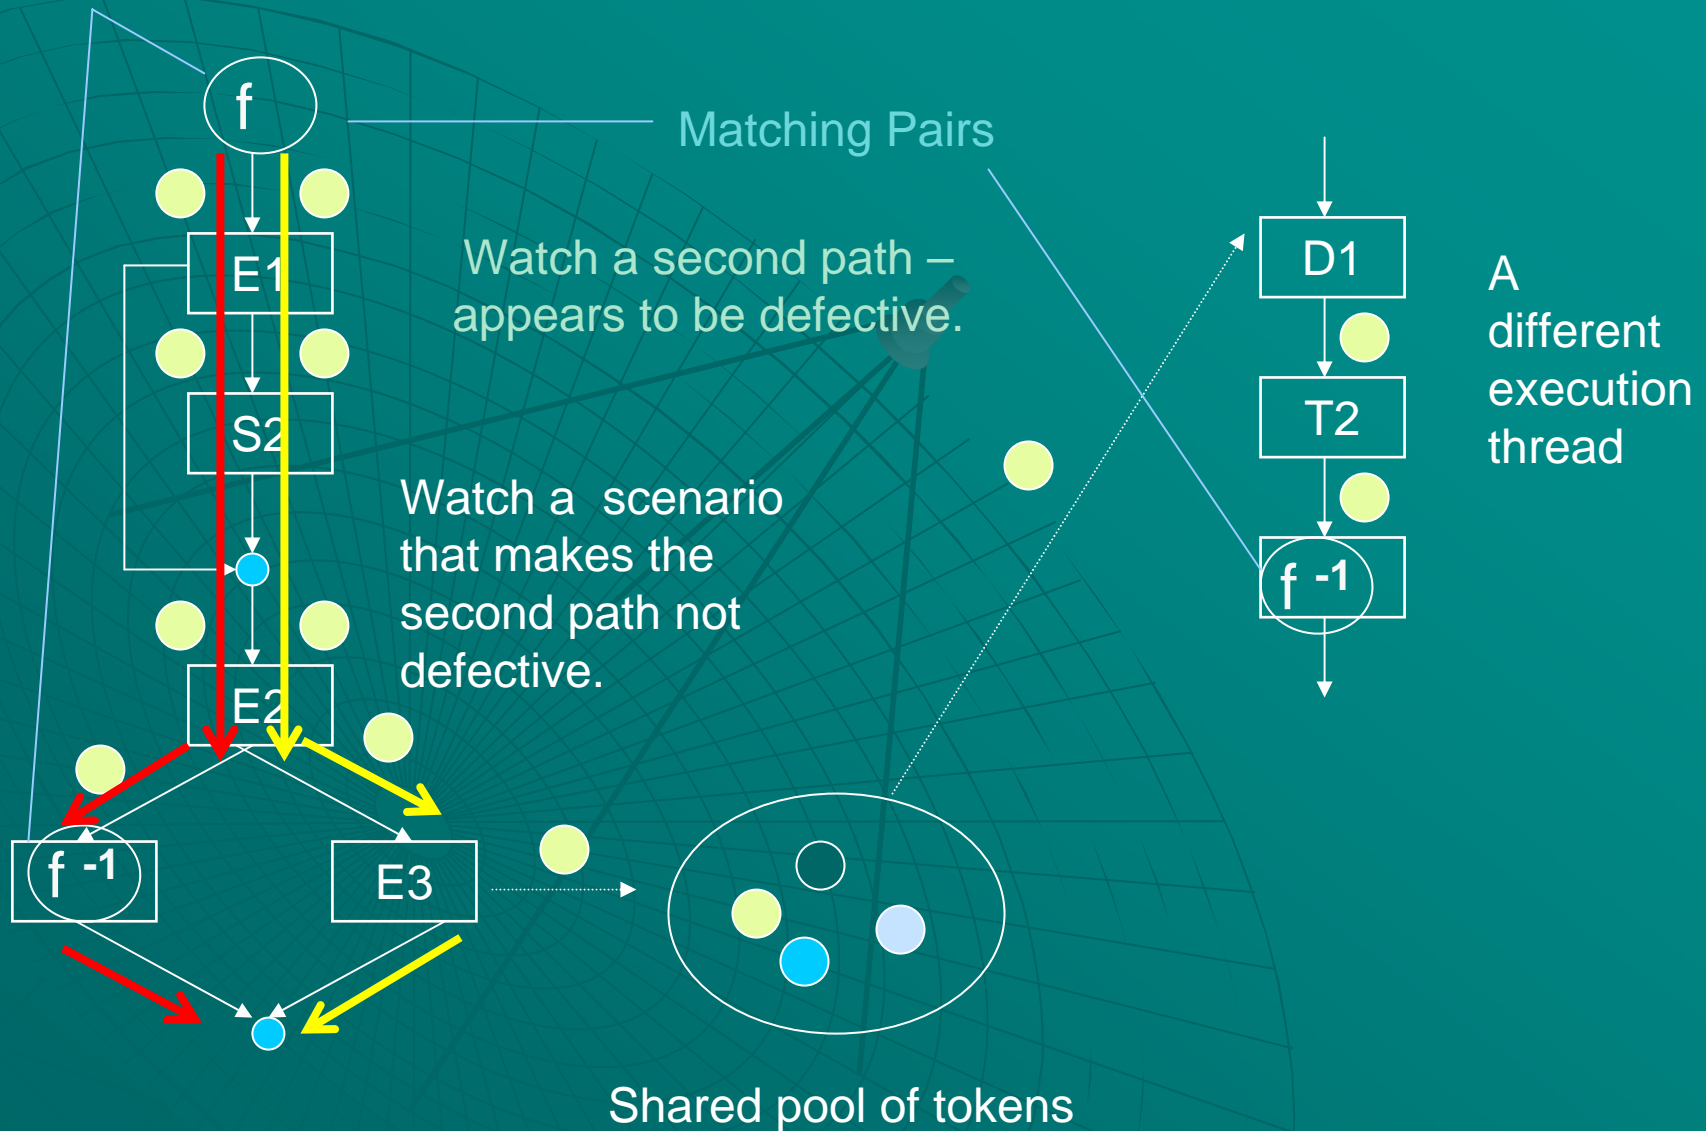 f
Matching Pairs
E1
Watch a second path –
appears to be defective.
D1
A
different
execution
thread
S2
T2
Watch a scenario
that makes the
second path not
defective.
f -1
E2
f -1
E3
Shared pool of tokens